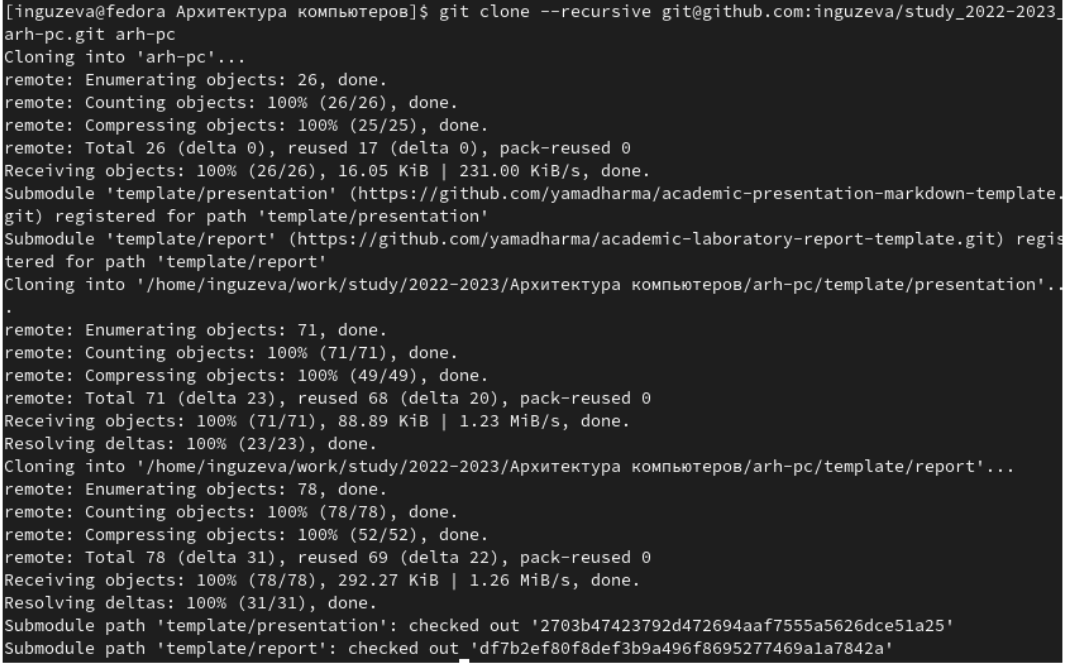 [inguzeva@fedora Архитектура компьютеров]$ git clone --recursive git@github.com:inguzeva/study_2022-2023_
arh-pc.git arh-pc
Cloning into 'arh-pc'...
remote: Enumerating objects: 26, done.
remote: Counting objects: 100% (26/26), done.
remote: Compressing objects: 100% (25/25), done.
remote: Total 26 (delta 0), reused 17 (delta 0), pack-reused 0
Receiving objects: 100% (26/26), 16.05 KiB | 231.00 KiB/s, done.
Submodule 'template/presentation' (https://github.com/yamadharma/academic-presentation-markdown-template.
git) registered for path 'template/presentation'
Submodule 'template/report' (https://github.com/yamadharma/academic-laboratory-report-template.git) regis
tered for path 'template/report'
Cloning into '/home/inguzeva/work/study/2022-2023/Архитектура компьютеров/arh-pc/template/presentation'..
.
remote: Enumerating objects: 71, done.
remote: Counting objects: 100% (71/71), done.
remote: Compressing objects: 100% (49/49), done.
remote: Total 71 (delta 23), reused 68 (delta 20), pack-reused 0
Receiving objects: 100% (71/71), 88.89 KiB | 1.23 MiB/s, done.
Resolving deltas: 100% (23/23), done.
Cloning into '/home/inguzeva/work/study/2022-2023/Архитектура компьютеров/arh-pc/template/report'...
remote: Enumerating objects: 78, done.
remote: Counting objects: 100% (78/78), done.
remote: Compressing objects: 100% (52/52), done.
remote: Total 78 (delta 31), reused 69 (delta 22), pack-reused 0
Receiving objects: 100% (78/78), 292.27 KiB | 1.26 MiB/s, done.
Resolving deltas: 100% (31/31), done.
Submodule path 'template/presentation': checked out '2703b47423792d472694aaf7555a5626dce51a25'
Submodule path 'template/report': checked out 'df7b2ef80f8def3b9a496f8695277469a1a7842a'